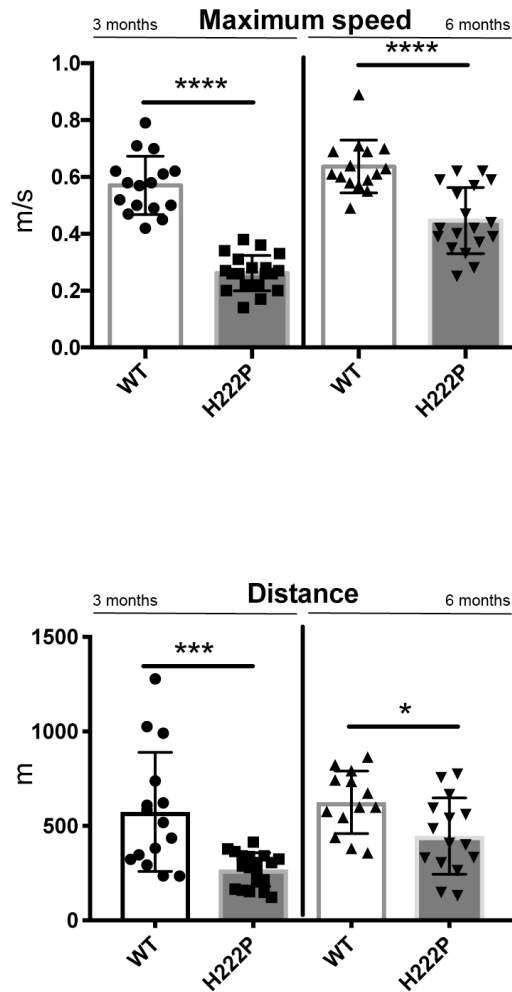 Maximum speed
3 months 6 months
**** ****
1.0
0.8
0.6
0.4
0.2
0.0
m/s
WT H222P WT H222P
Distance
3 months 6 months
*** *
1500
1000
500
0
m
WT H222P WT H222P